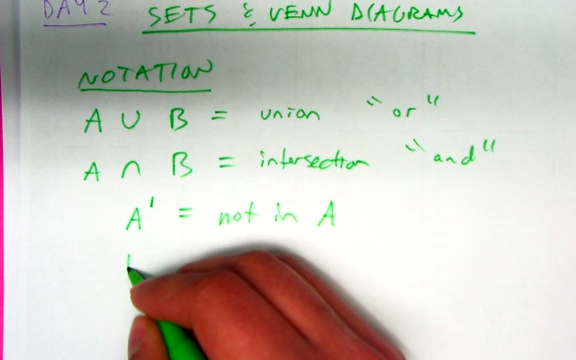 DAY 2
SETS & VENN DIAGRAMS
NOTATION
A ∪ B = union "or"
A ∩ B = intersection "and"
A' = not in A